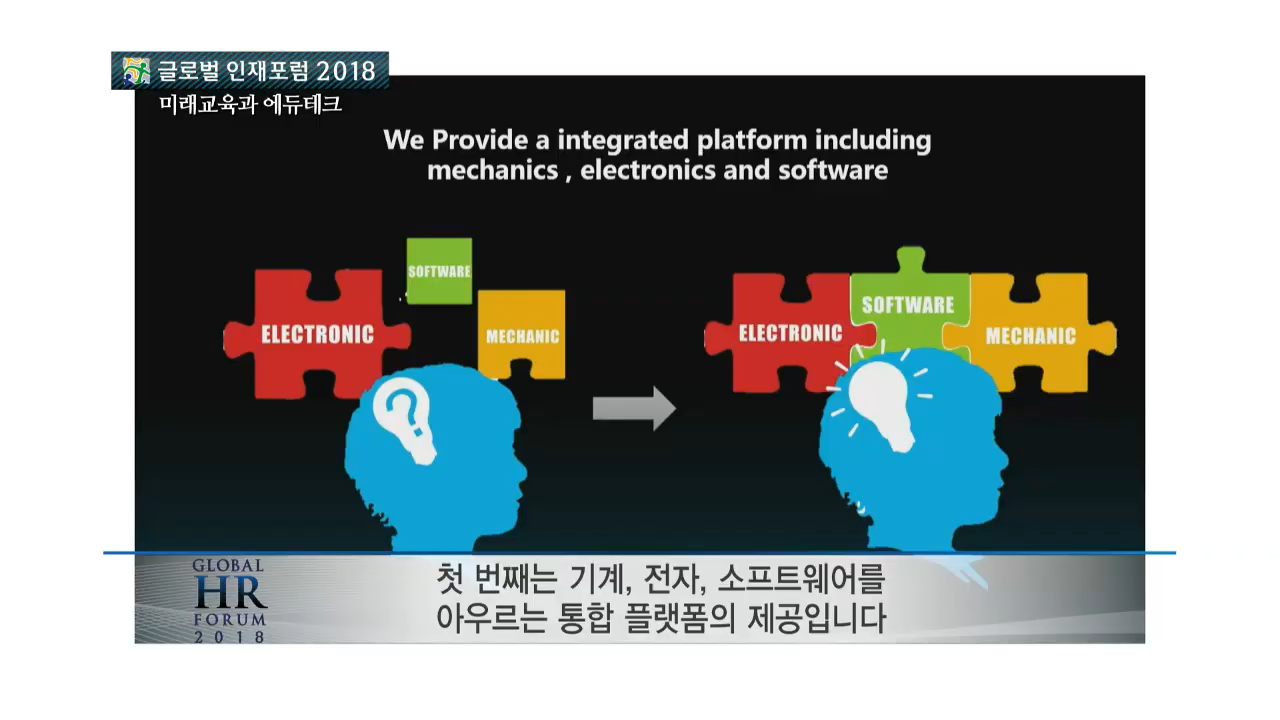 글로벌 인재포럼 2018
미래교육과 에듀테크
We Provide a integrated platform including
mechanics , electronics and software
SOFTWARE
ELECTRONIC
MECHANIC
SOFTWARE
ELECTRONIC
MECHANIC
GLOBAL
HR
FORUM
2018
첫 번째는 기계, 전자, 소프트웨어를
아우르는 통합 플랫폼의 제공입니다